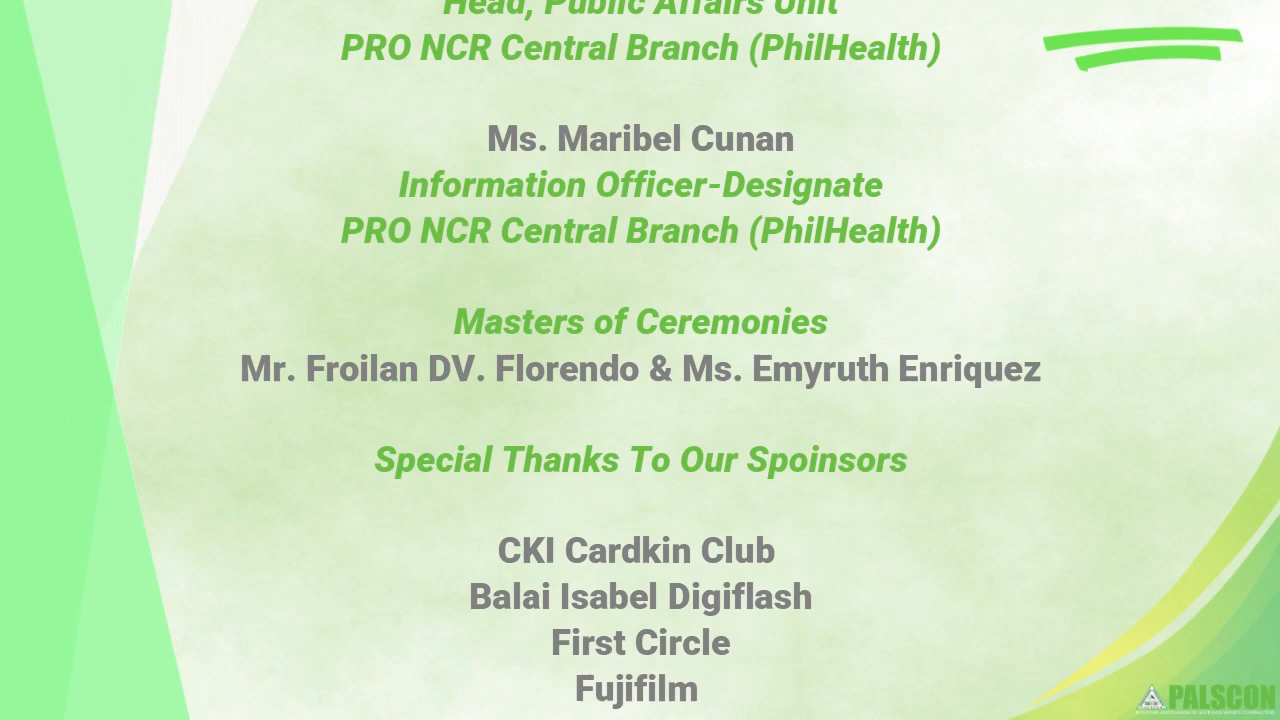 Head, Public Affairs Unit
PRO NCR Central Branch (PhilHealth)
Ms. Maribel Cunan
Information Officer-Designate
PRO NCR Central Branch (PhilHealth)
Masters of Ceremonies
Mr. Froilan DV. Florendo & Ms. Emyruth Enriquez
Special Thanks To Our Spoinsors
CKI Cardkin Club
Balai Isabel Digiflash
First Circle
Fujifilm
PALSCON